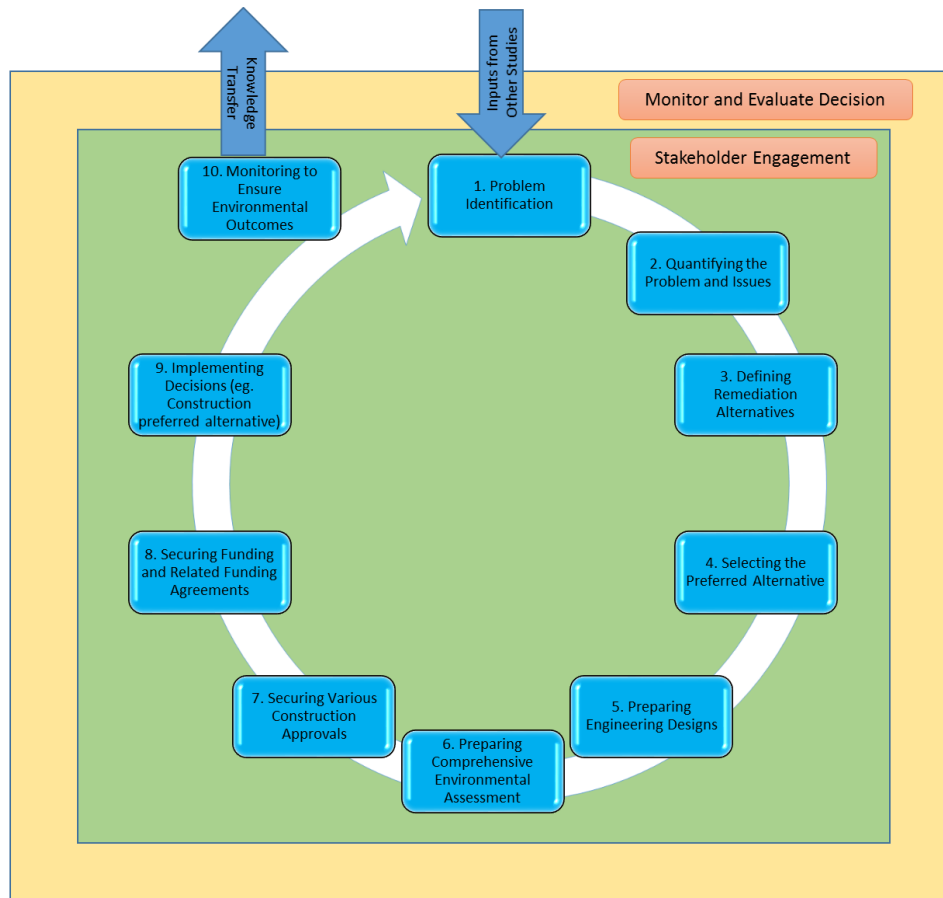 Knowledge
Transfer
Inputs from
Other Studies
Monitor and Evaluate Decision
Stakeholder Engagement
1. Problem
Identification
2. Quantifying the
Problem and Issues
3. Defining
Remediation
Alternatives
4. Selecting the
Preferred Alternative
5. Preparing
Engineering Designs
6. Preparing
Comprehensive
Environmental
Assessment
7. Securing Various
Construction
Approvals
8. Securing Funding
and Related Funding
Agreements
9. Implementing
Decisions (eg.
Construction
preferred alternative)
10. Monitoring to
Ensure
Environmental
Outcomes